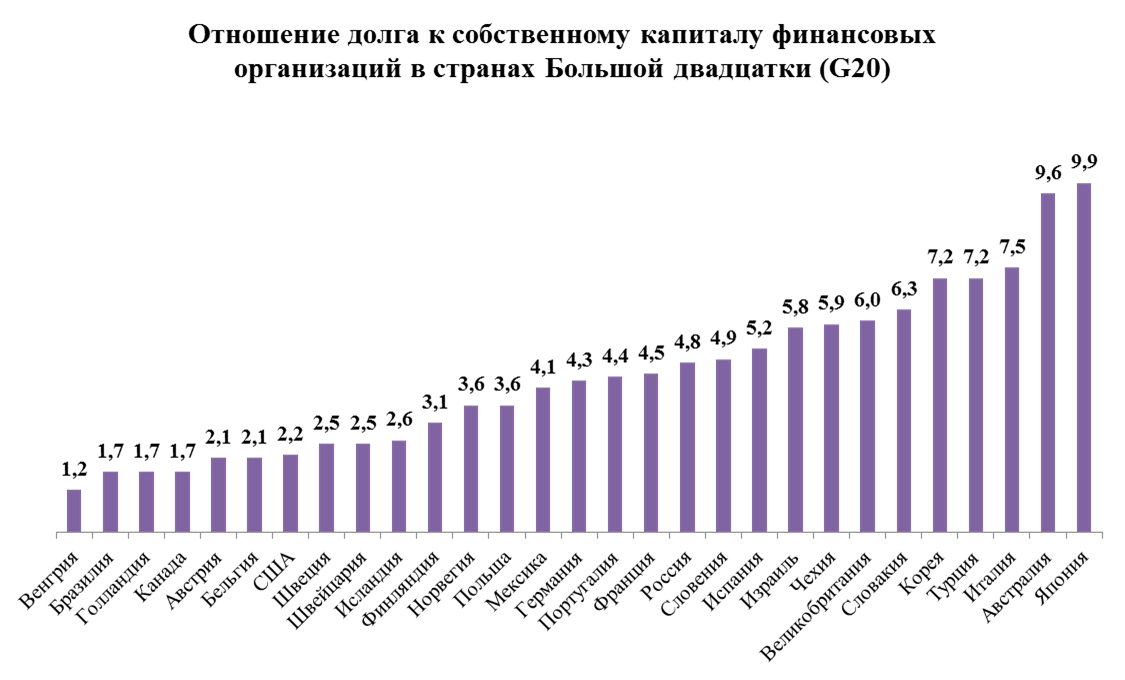 Отношение долга к собственному капиталу финансовых
организаций в странах Большой двадцатки (G20)
1,2
1,7
1,7
1,7
2,1
2,1
2,2
2,5
2,5
2,6
3,1
3,6
3,6
4,1
4,3
4,4
4,5
4,8
4,9
5,2
5,8
5,9
6,0
6,3
7,2
7,2
7,5
9,6
9,9
Венгрия
Бразилия
Голландия
Канада
Австрия
Бельгия
США
Швеция
Швейцария
Исландия
Финляндия
Норвегия
Польша
Мексика
Германия
Португалия
Франция
Россия
Словения
Испания
Израиль
Чехия
Великобритания
Словакия
Корея
Турция
Италия
Австралия
Япония